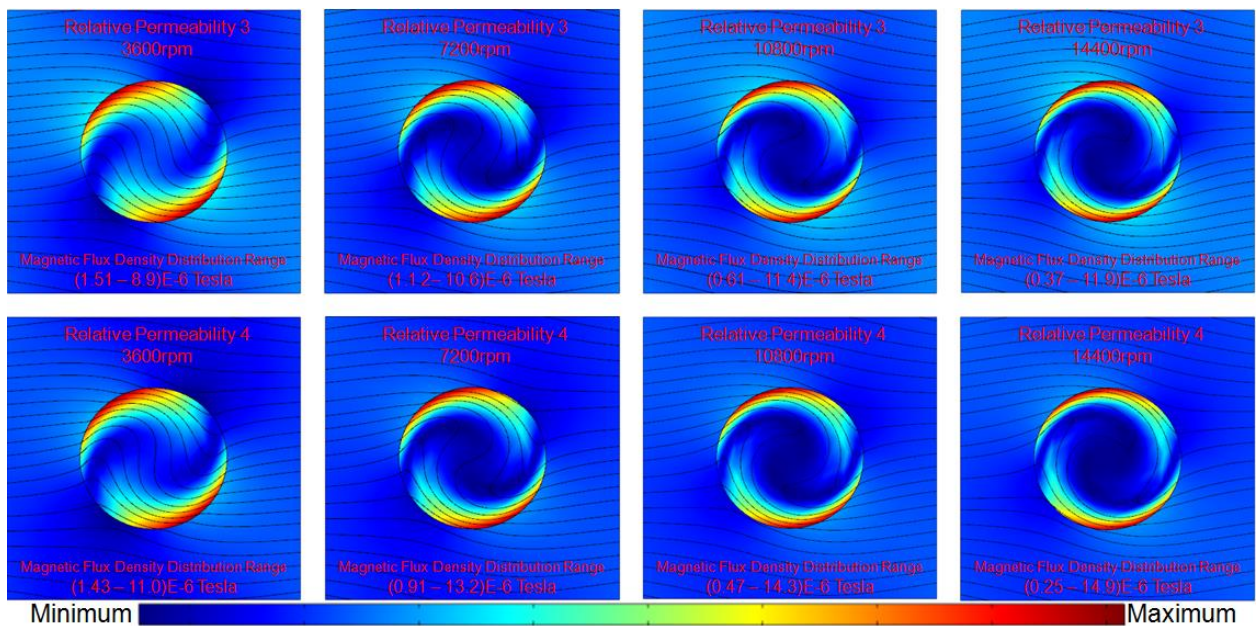 Relative Permeability 3
3600rpm
Magnetic Flux Density Distribution Range
(1.51 – 8.9)E-6 Tesla
Relative Permeability 3
7200rpm
Magnetic Flux Density Distribution Range
(1.1.2– 10.6)E-6 Tesla
Relative Permeability 3
10800rpm
Magnetic Flux Density Distribution Range
(0.61 – 11.4)E-6 Tesla
Relative Permeability 3
14400rpm
Magnetic Flux Density Distribution Range
(0.37 – 11.9)E-6 Tesla
Relative Permeability 4
3600rpm
Magnetic Flux Density Distribution Range
(1.43 – 11.0)E-6 Tesla
Relative Permeability 4
7200rpm
Magnetic Flux Density Distribution Range
(0.91 – 13.2)E-6 Tesla
Relative Permeability 4
10800rpm
Magnetic Flux Density Distribution Range
(0.47 – 14.3)E-6 Tesla
Relative Permeability 4
14400rpm
Magnetic Flux Density Distribution Range
(0.25 – 14.9)E-6 Tesla
Minimum
Maximum